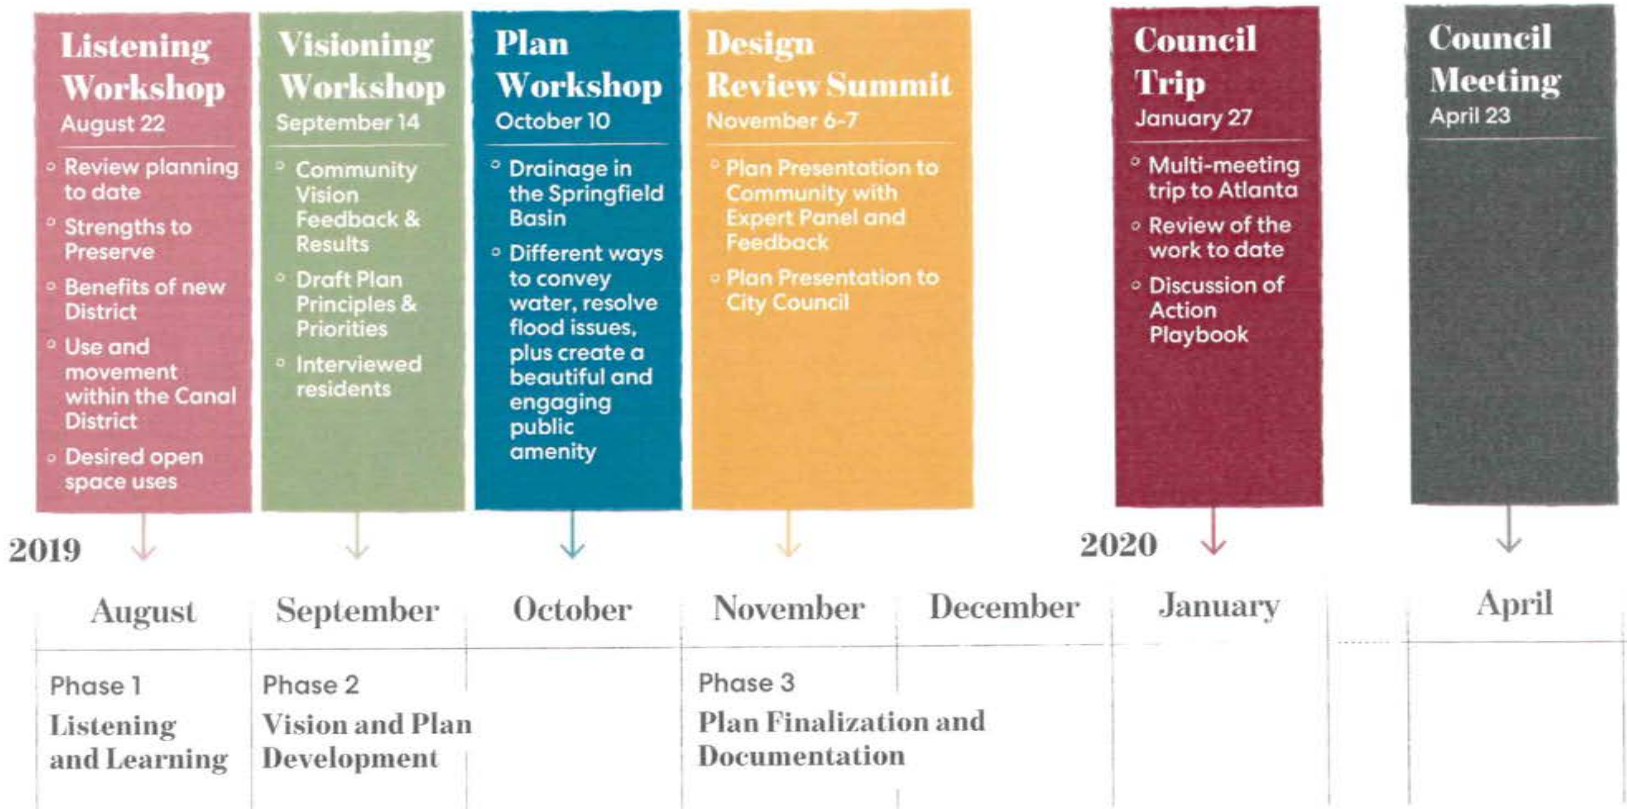 Listening
Workshop
August 22
° Review planning
to date
° Strengths to
Preserve
° Benefits of new
District
° Use and
movement
within the Canal
District
° Desired open
space uses
Visioning
Workshop
September 14
° Community
Vision
Feedback &
Results
° Draft Plan
Principles &
Priorities
° Interviewed
residents
Plan
Workshop
October 10
° Drainage in
the Springfield
Basin
° Different ways
to convey
water, resolve
flood issues,
plus create a
beautiful and
engaging
public
amenity
Design
Review Summit
November 6-7
° Plan Presentation to
Community with
Expert Panel and
Feedback
° Plan Presentation to
City Council
Council
Trip
January 27
° Multi-meeting
trip to Atlanta
° Review of the
work to date
° Discussion of
Action
Playbook
Council
Meeting
April 23
2019
2020
August
September
October
November
December
January
April
Phase 1
Listening
and Learning
Phase 2
Vision and Plan
Development
Phase 3
Plan Finalization and
Documentation